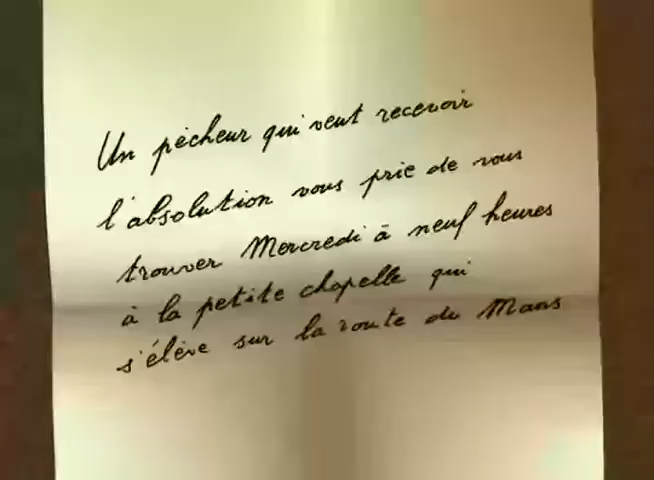 Un pécheur qui veut recevoir
l'absolution vous prie de vous
trouver Mercredi à neuf heures
à la petite chapelle qui
s'élève sur la route du Mans